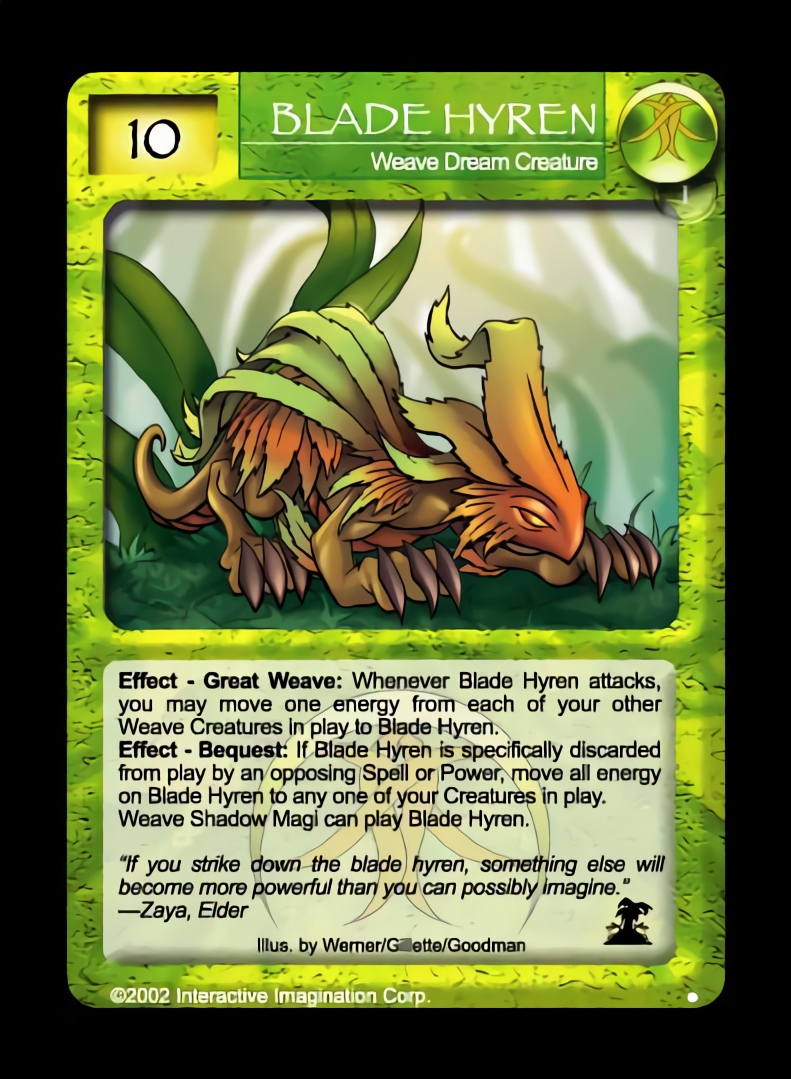 10
BLADE HYREN
Weave Dream Creature
1
Effect - Great Weave: Whenever Blade Hyren attacks,
you may move one energy from each of your other
Weave Creatures in play to Blade Hyren.
Effect - Bequest: If Blade Hyren is specifically discarded
from play by an opposing Spell or Power, move all energy
on Blade Hyren to any one of your Creatures in play.
Weave Shadow Magi can play Blade Hyren.
"If you strike down the blade hyren, something else will
become more powerful than you can possibly imagine."
—Zaya, Elder
Illus. by
©2002 Interactive Imagination Corp.